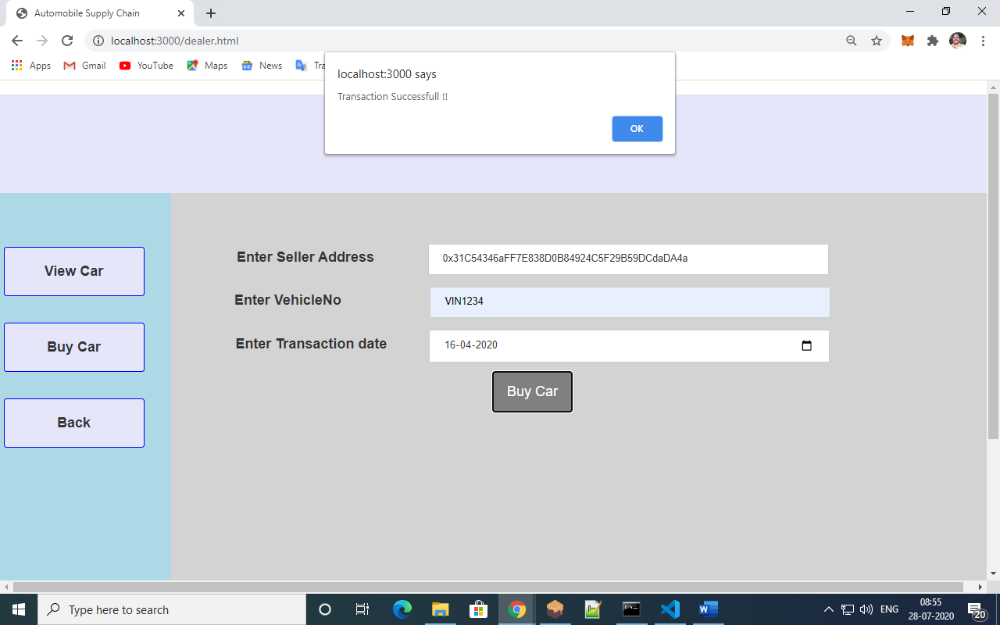 Automobile Supply Chain
localhost:3000/dealer.html
Apps Gmail YouTube Maps News
localhost:3000 says
Transaction Successfull !!
OK
View Car
Buy Car
Back
Enter Seller Address 0x31C54346aFF7E838D0B84924C5F29B59DCdaDA4a
Enter VehicleNo VIN1234
Enter Transaction date 16-04-2020
Buy Car
Type here to search
ENG
08:55
28-07-2020
20